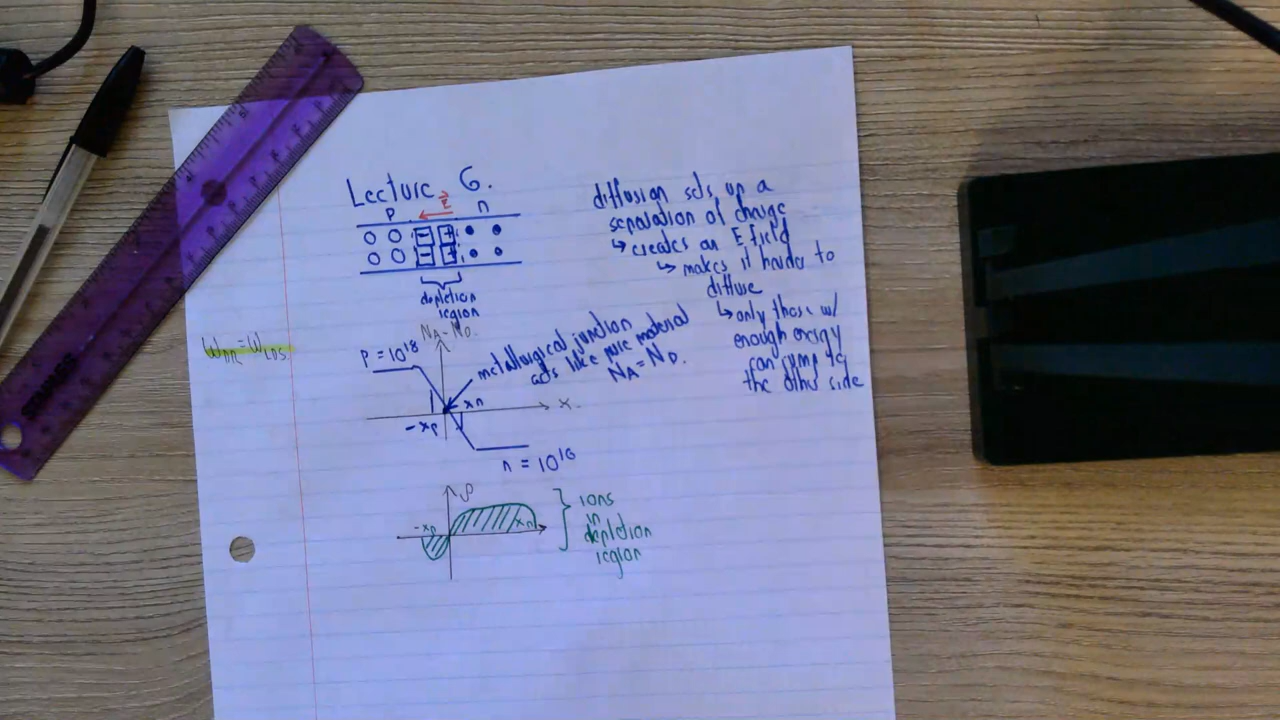 Lecture 6.
E
p
n
depletion
region
diffusion sets up a
separation of charge
↳ creates an E field
↳ makes it harder to
diffuse
↳ only those w/
enough energy
can jump to
the other side
NA - ND.
p = 10^18
metallurgical junction
acts like pure material
NA = ND.
xn
x
-xp
n = 10^16
ρ
-xp
xn
ions
in
depletion
region